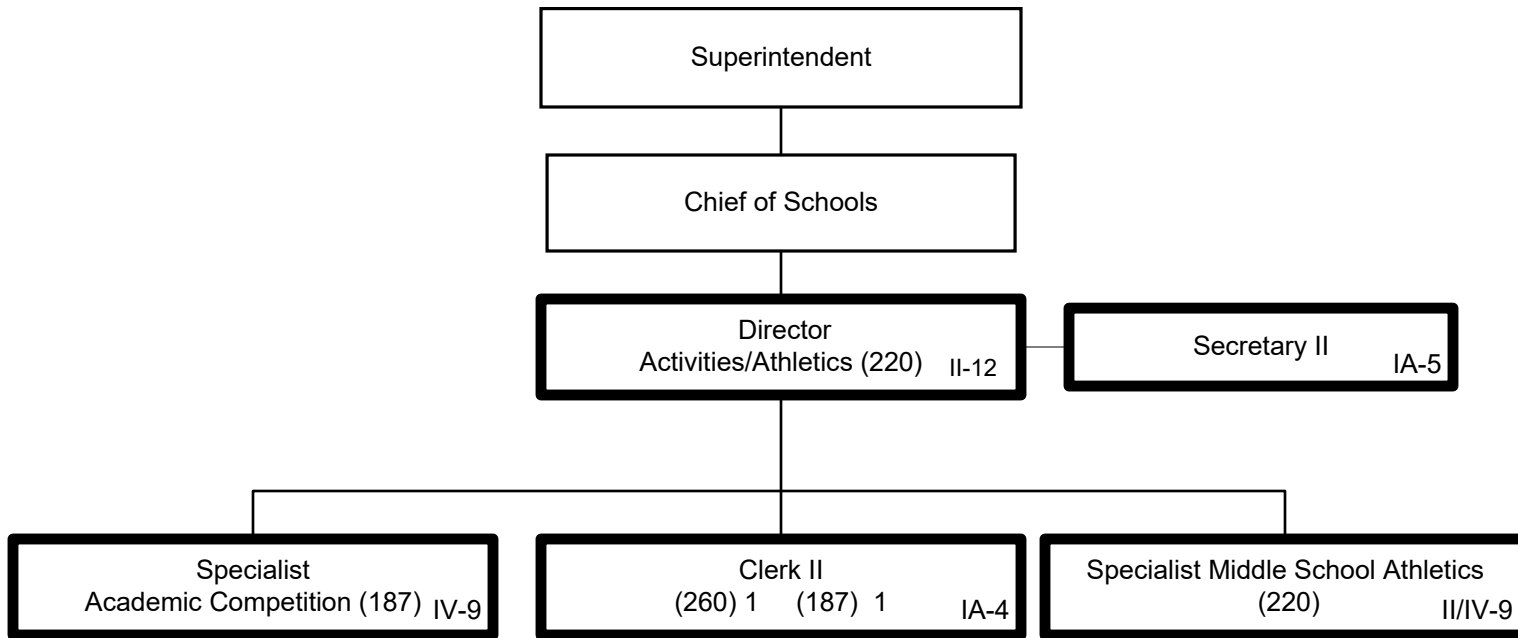 Superintendent
Chief of Schools
Director
Activities/Athletics (220) II-12
Secretary II
IA-5
Specialist
Academic Competition (187) IV-9
Clerk II
(260) 1 (187) 1
IA-4
Specialist Middle School Athletics
(220)
II/IV-9